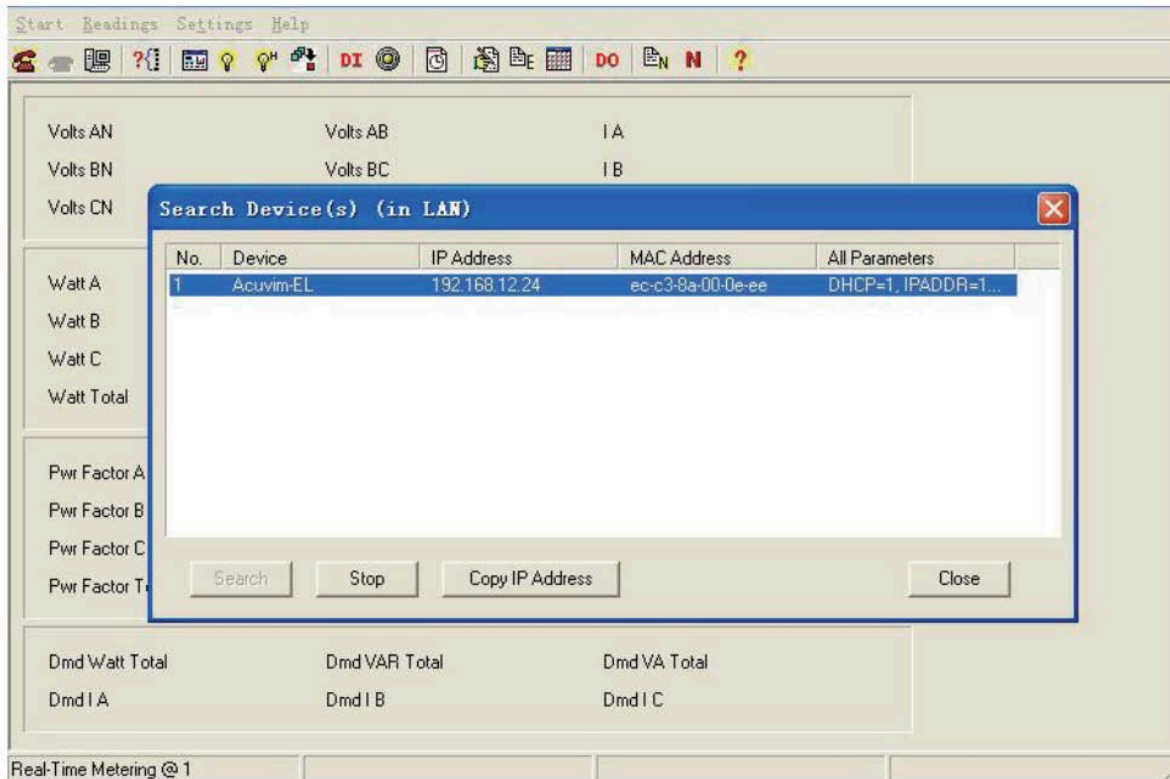 Start Readings Settings Help
?{ H DI E DO N N ?
Volts AN Volts AB I A
Volts BN Volts BC I B
Volts CN
Search Device(s) (in LAN)
No. Device IP Address MAC Address All Parameters
1 Acuvim-EL 192.168.12.24 ec-c3-8a-00-0e-ee DHCP=1, IPADDR=1...
Watt A
Watt B
Watt C
Watt Total
Pwr Factor A
Pwr Factor B
Pwr Factor C
Pwr Factor T
Search Stop Copy IP Address Close
Dmd Watt Total Dmd VAR Total Dmd VA Total
Dmd I A Dmd I B Dmd I C
Real-Time Metering @ 1